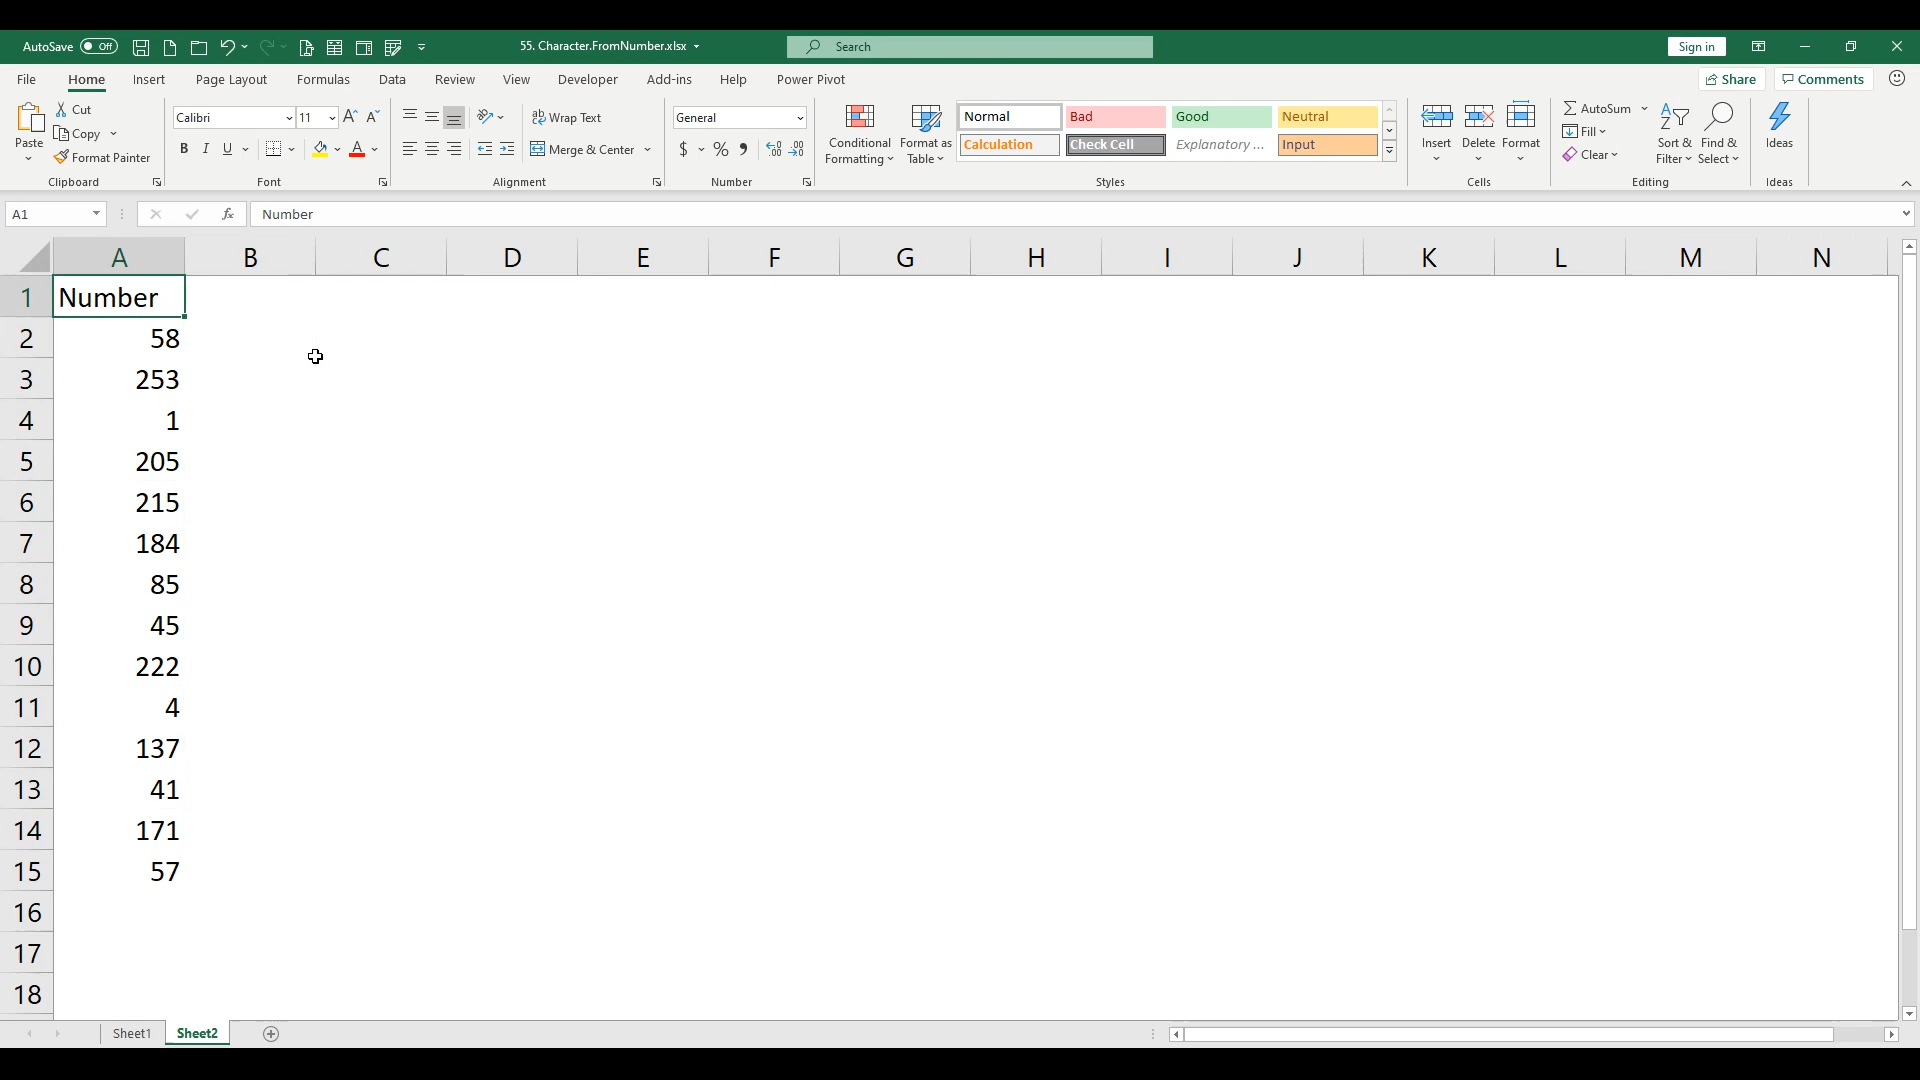 AutoSave Off 55. Character.FromNumber.xlsx Search Sign in
File Home Insert Page Layout Formulas Data Review View Developer Add-ins Help Power Pivot Share Comments
Paste Cut Copy Format Painter
Clipboard
Calibri 11
B I U A
Font
Wrap Text
Merge & Center
Alignment
General
$ % 9
Number
Conditional Formatting
Format as Table
Normal Bad Good Neutral
Calculation Check Cell Explanatory ... Input
Styles
Insert Delete Format
Cells
AutoSum
Fill
Clear
Sort & Filter
Find & Select
Editing
Ideas
Ideas
A1 fx Number
A B C D E F G H I J K L M N
1 Number
2 58
3 253
4 1
5 205
6 215
7 184
8 85
9 45
10 222
11 4
12 137
13 41
14 171
15 57
16
17
18
Sheet1 Sheet2